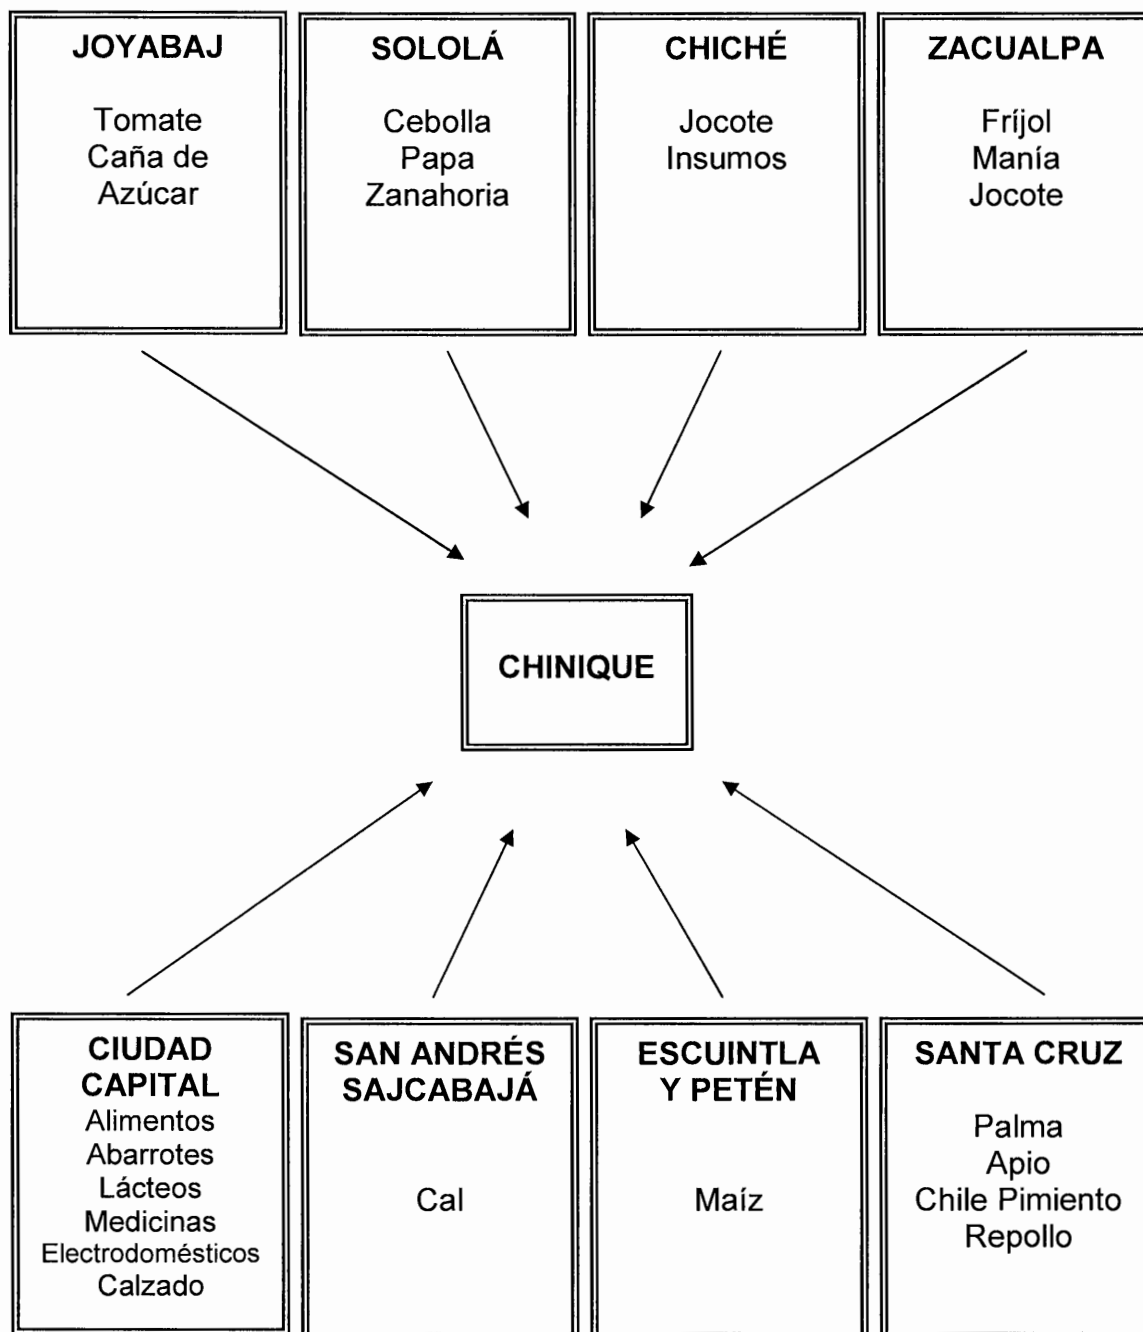 JOYABAJ
Tomate
Caña de
Azúcar
SOLOLÁ
Cebolla
Papa
Zanahoria
CHICHÉ
Jocote
Insumos
ZACUALPA
Fríjol
Manía
Jocote
CHINIQUE
CIUDAD
CAPITAL
Alimentos
Abarrotes
Lácteos
Medicinas
Electrodomésticos
Calzado
SAN ANDRÉS
SAJCABAJÁ
Cal
ESCUINTLA
Y PETÉN
Maíz
SANTA CRUZ
Palma
Apio
Chile Pimiento
Repollo